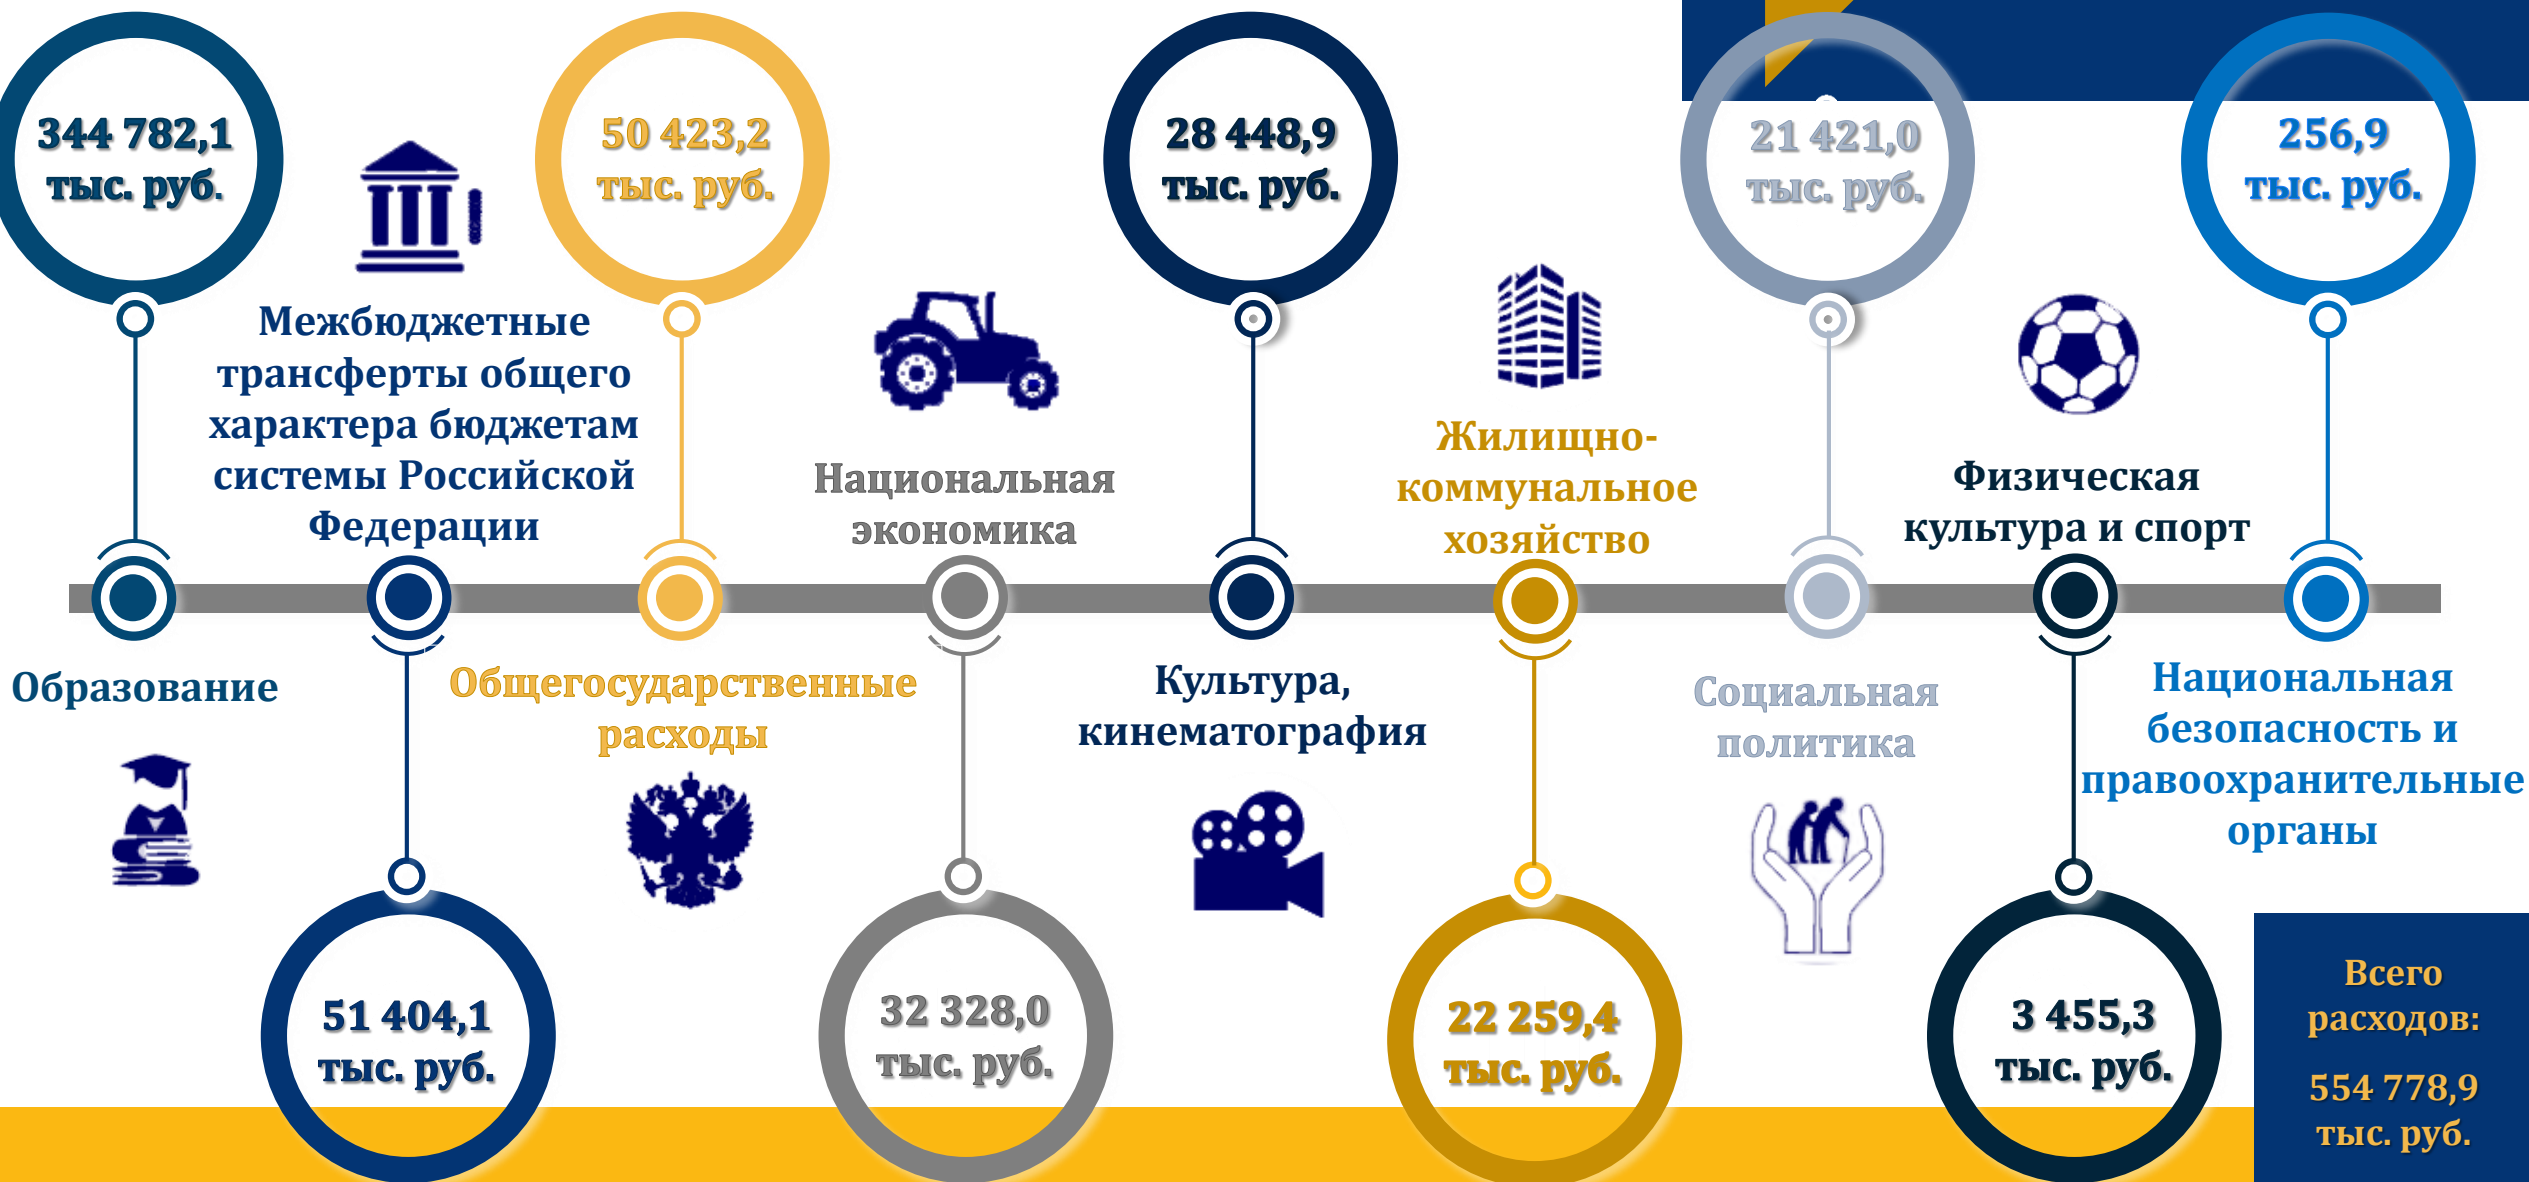 344 782,1
тыс. руб.
50 423,2
тыс. руб.
28 448,9
тыс. руб.
21 421,0
тыс. руб.
256,9
тыс. руб.
Межбюджетные
трансферты общего
характера бюджетам
системы Российской
Федерации
Национальная
экономика
Жилищно-
коммунальное
хозяйство
Физическая
культура и спорт
Образование
Общегосударственные
расходы
Культура,
кинематография
Социальная
политика
Национальная
безопасность и
правоохранительные
органы
51 404,1
тыс. руб.
32 328,0
тыс. руб.
22 259,4
тыс. руб.
3 455,3
тыс. руб.
Всего
расходов:
554 778,9
тыс. руб.